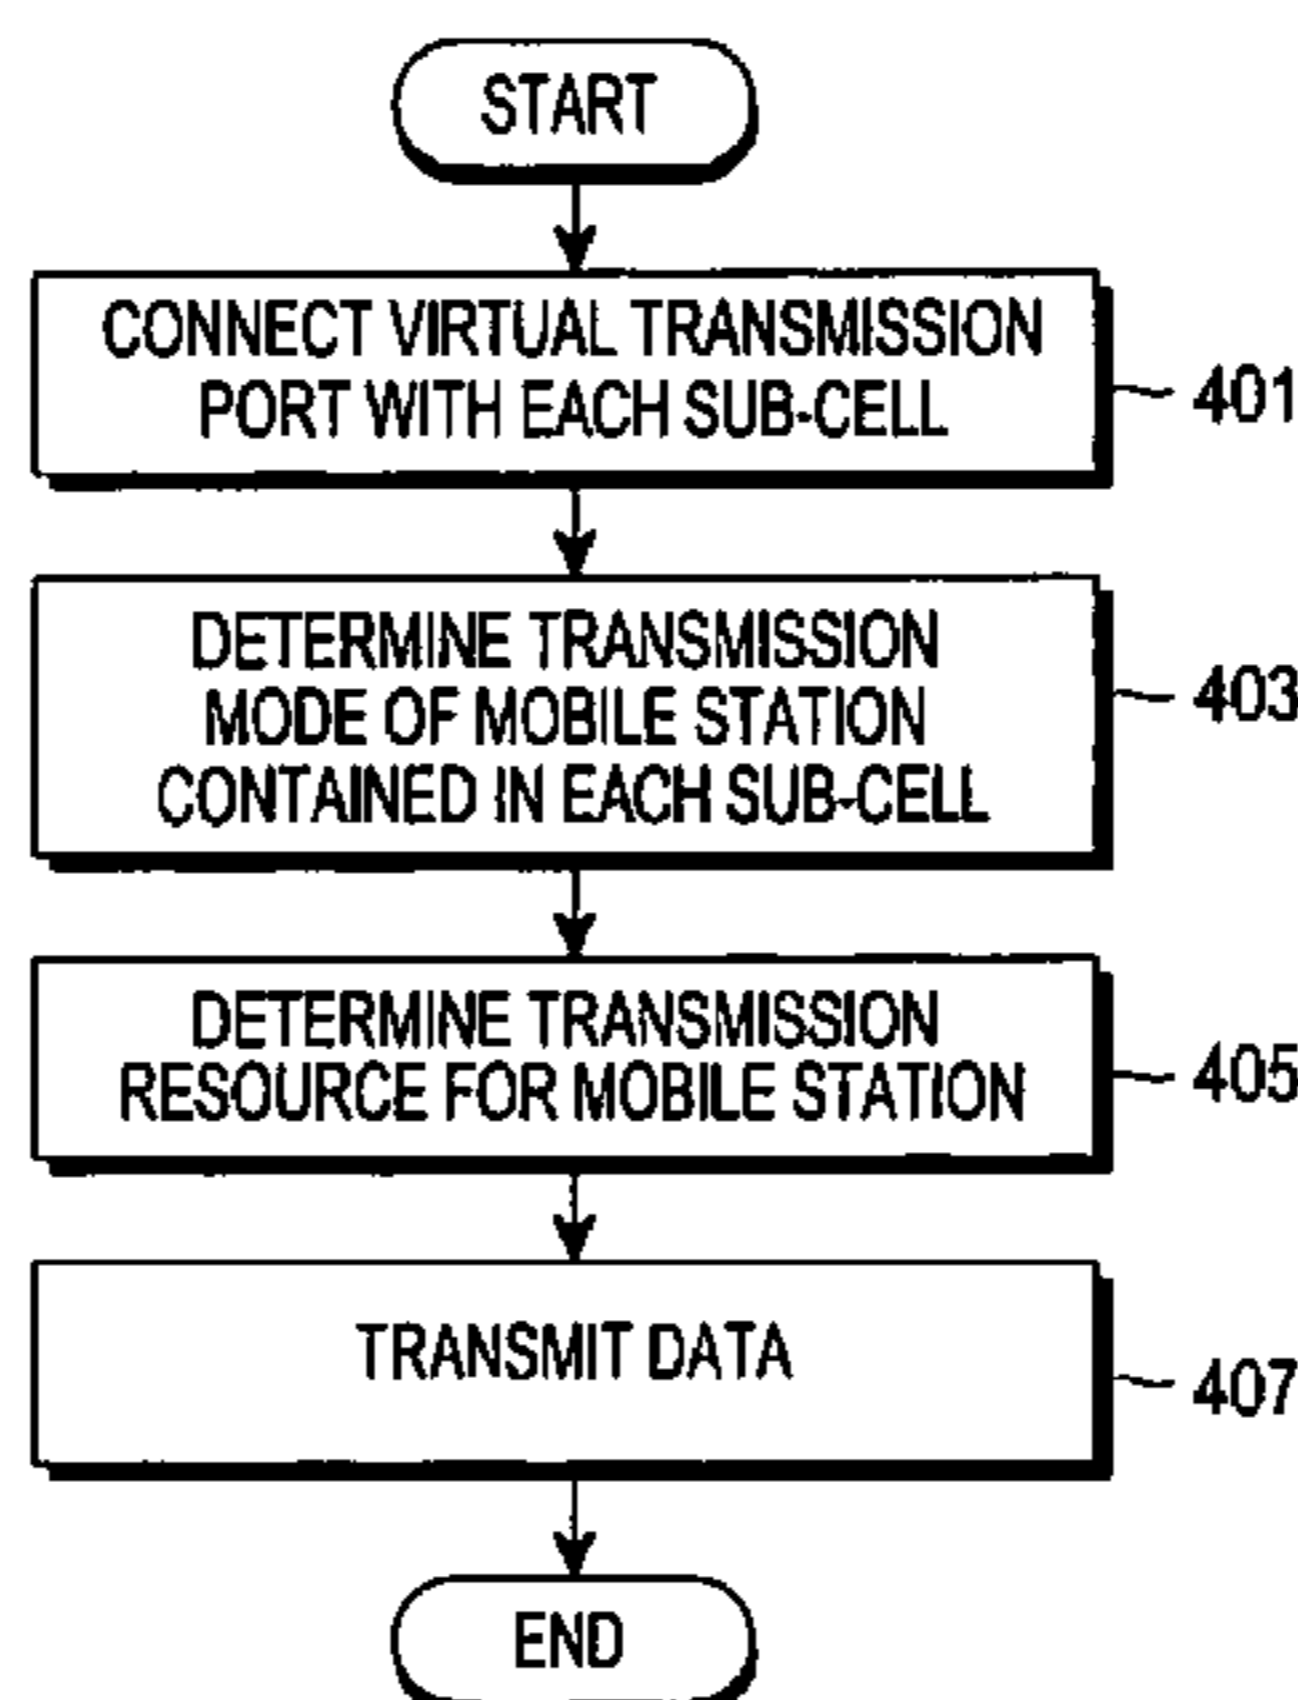 START
CONNECT VIRTUAL TRANSMISSION
PORT WITH EACH SUB-CELL
401
DETERMINE TRANSMISSION
MODE OF MOBILE STATION
CONTAINED IN EACH SUB-CELL
403
DETERMINE TRANSMISSION
RESOURCE FOR MOBILE STATION
405
TRANSMIT DATA
407
END